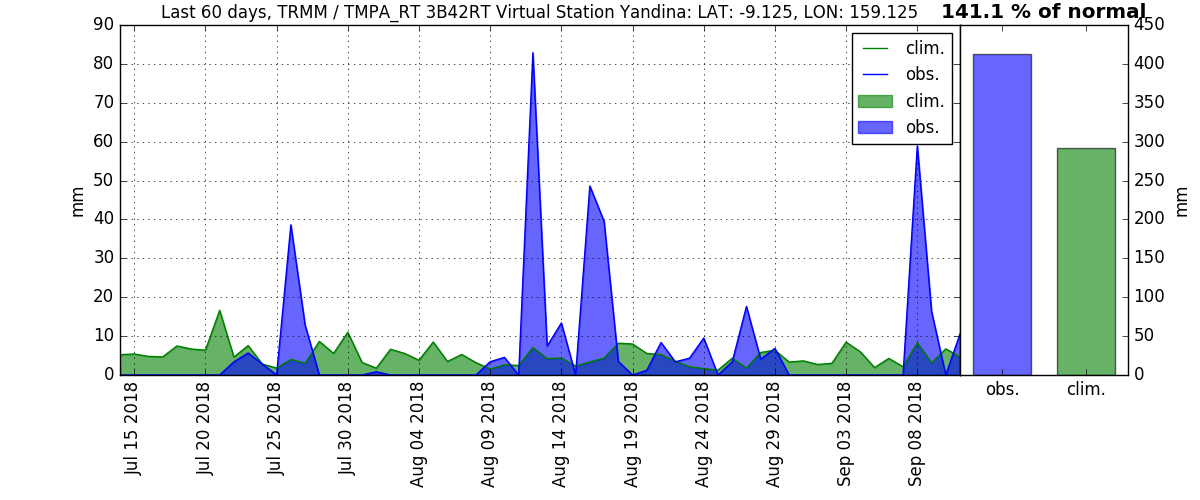 Last 60 days, TRMM / TMPA_RT 3B42RT Virtual Station Yandina: LAT: -9.125, LON: 159.125
141.1 % of normal
90
80
70
60
50
40
30
20
10
0
mm
clim.
obs.
clim.
obs.
450
400
350
300
250
200
150
100
50
0
mm
Jul 15 2018
Jul 20 2018
Jul 25 2018
Jul 30 2018
Aug 04 2018
Aug 09 2018
Aug 14 2018
Aug 19 2018
Aug 24 2018
Aug 29 2018
Sep 03 2018
Sep 08 2018
obs.
clim.